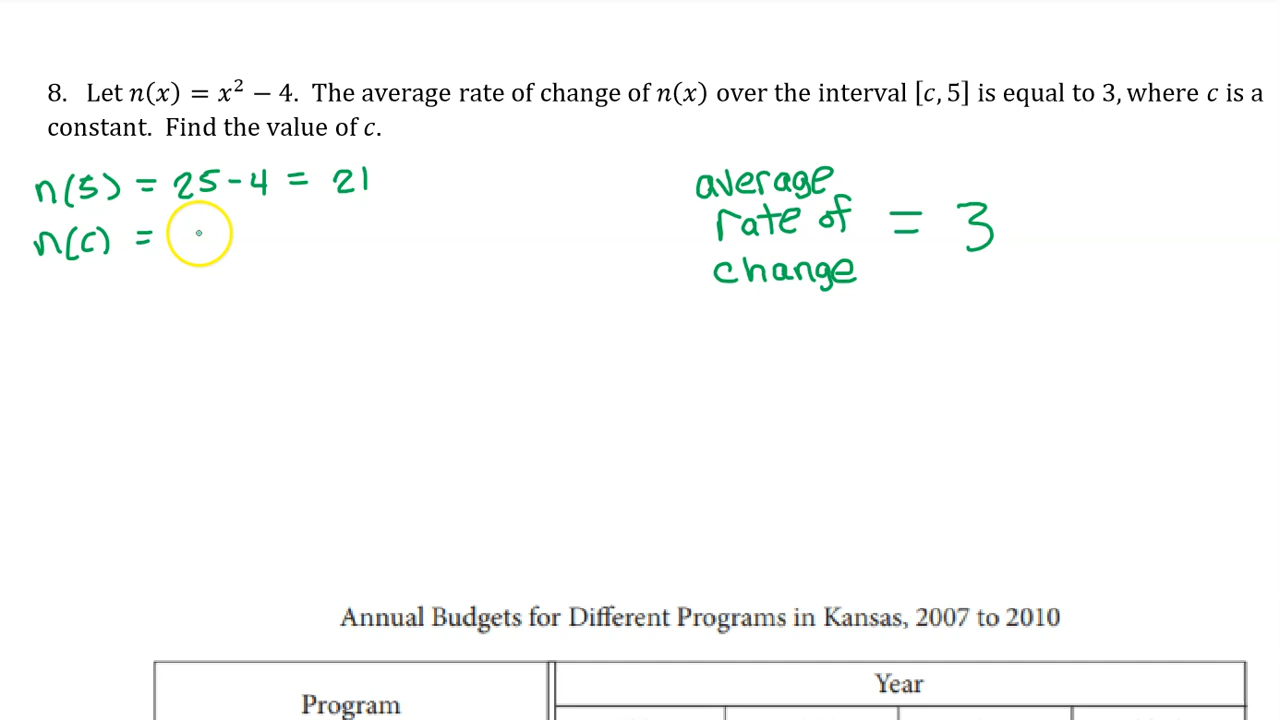 8. Let n(x) = x² − 4. The average rate of change of n(x) over the interval [c, 5] is equal to 3, where c is a
constant. Find the value of c.
n(5) = 25 - 4 = 21
n(c) =
average
rate of = 3
change
Annual Budgets for Different Programs in Kansas, 2007 to 2010
Year
Program